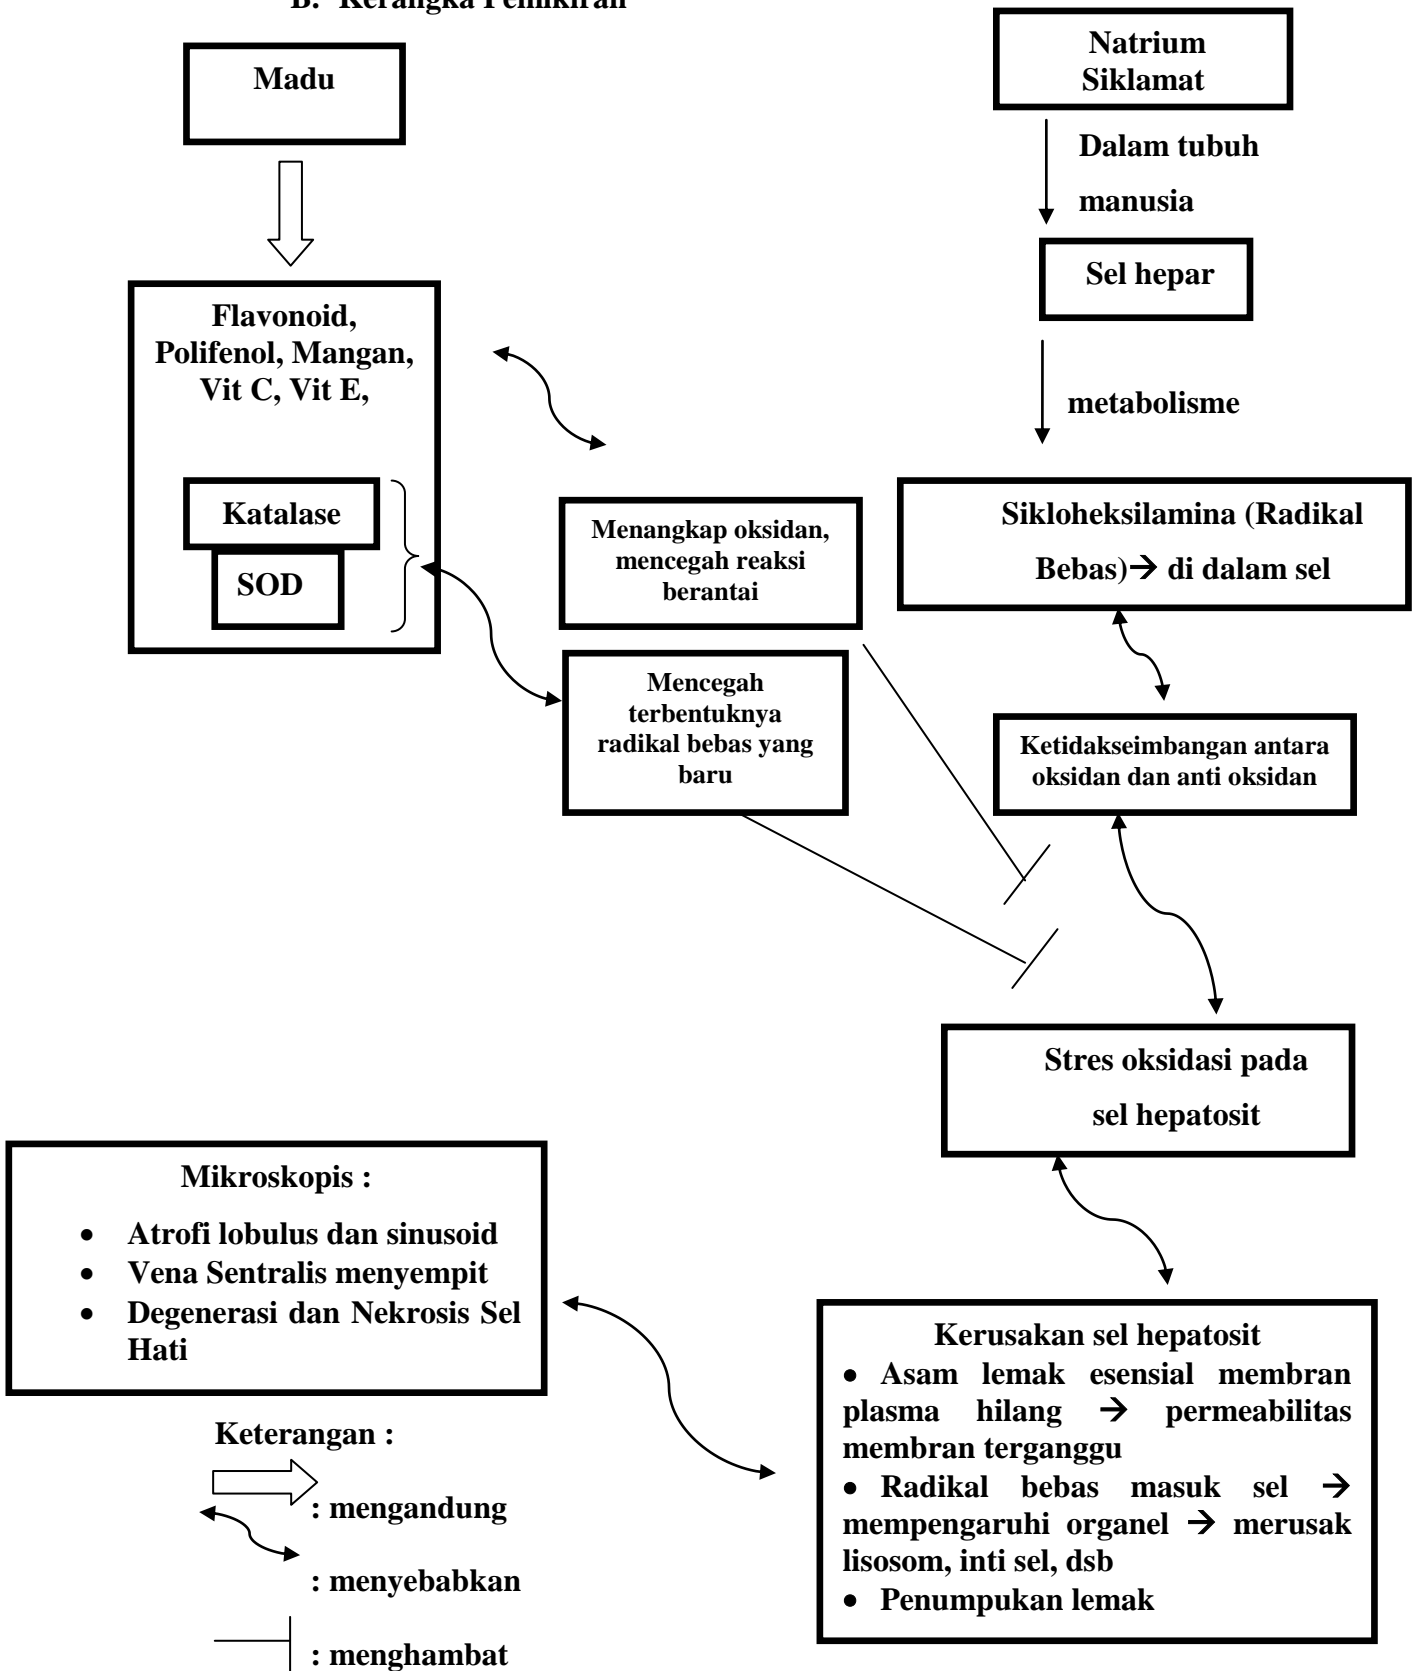 B. Kerangka Pemikiran
Madu
Natrium
Siklamat
Dalam tubuh
manusia
Sel hepar
metabolisme
Flavonoid,
Polifenol, Mangan,
Vit C, Vit E,
Katalase
SOD
Menangkap oksidan,
mencegah reaksi
berantai
Sikloheksilamina (Radikal
Bebas)→ di dalam sel
Mencegah
terbentuknya
radikal bebas yang
baru
Ketidakseimbangan antara
oksidan dan anti oksidan
Stres oksidasi pada
sel hepatosit
Mikroskopis :
• Atrofi lobulus dan sinusoid
• Vena Sentralis menyempit
• Degenerasi dan Nekrosis Sel
Hati
Kerusakan sel hepatosit
• Asam lemak esensial membran
plasma hilang → permeabilitas
membran terganggu
• Radikal bebas masuk sel →
mempengaruhi organel → merusak
lisosom, inti sel, dsb
• Penumpukan lemak
Keterangan :
: mengandung
: menyebabkan
: menghambat